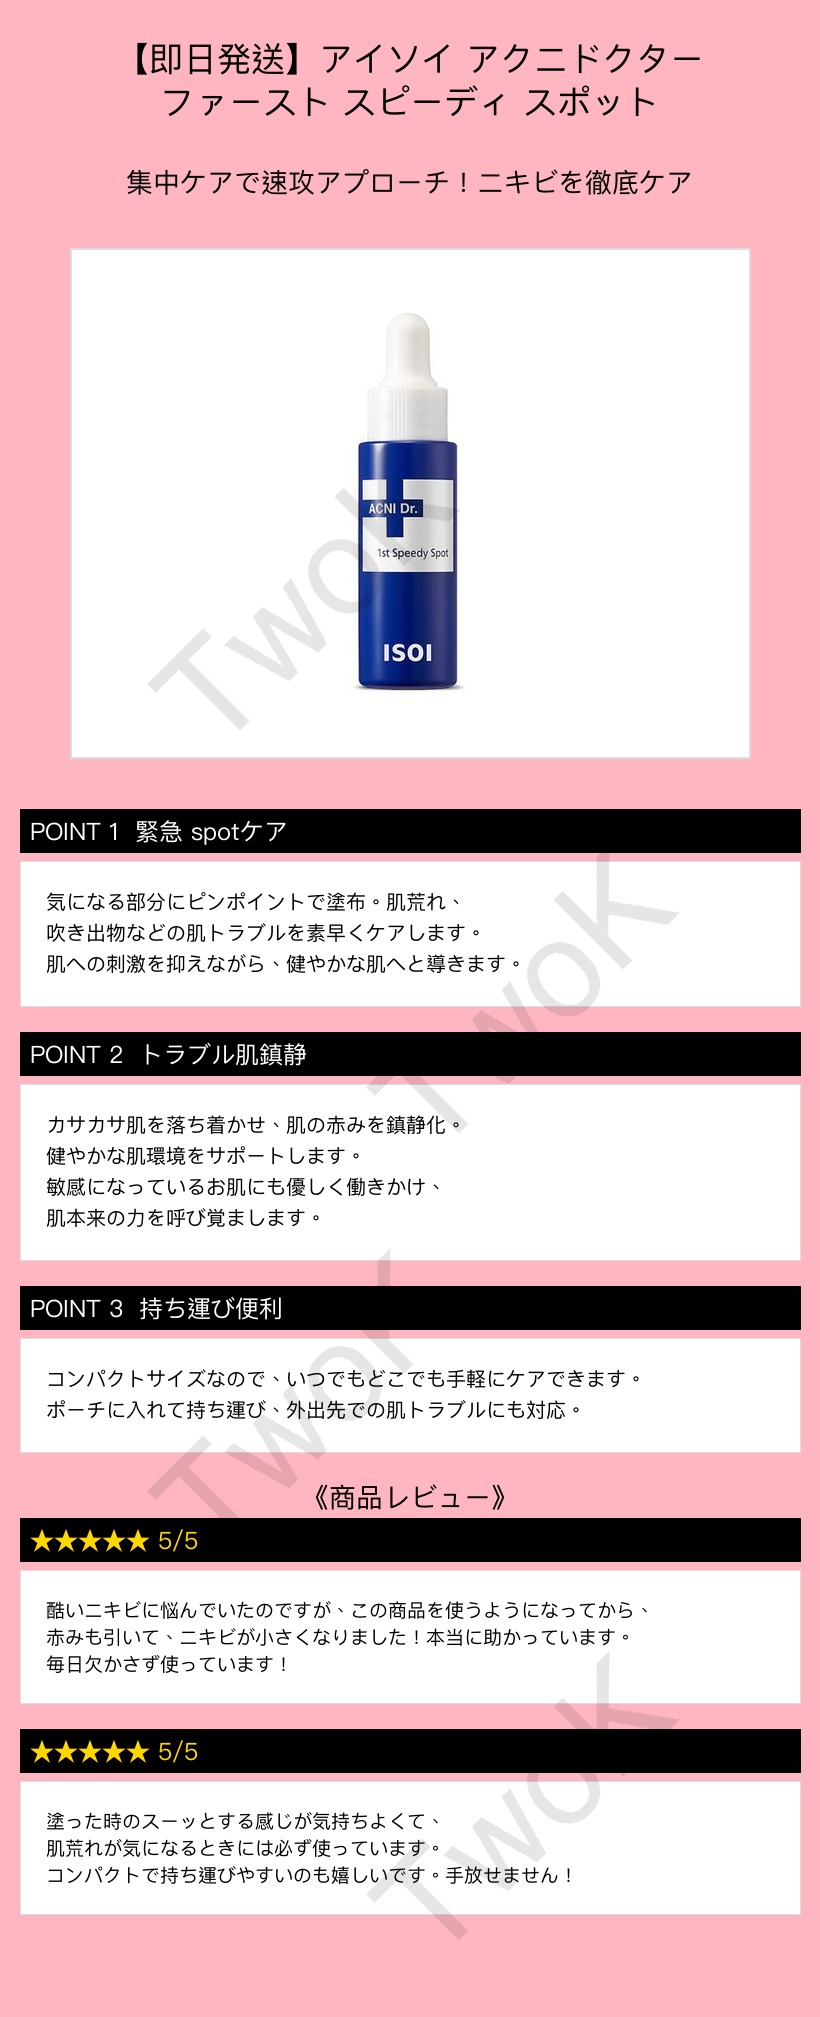 【即日発送】アイソイ アクニドクター
ファースト スピーディ スポット
集中ケアで速攻アプローチ！ニキビを徹底ケア
ACNI Dr.
1st Speedy Spot
ISOI
TwoK
POINT 1 緊急 spotケア
気になる部分にピンポイントで塗布。肌荒れ、
吹き出物などの肌トラブルを素早くケアします。
肌への刺激を抑えながら、健やかな肌へと導きます。
TwoK
POINT 2 トラブル肌鎮静
カサカサ肌を落ち着かせ、肌の赤みを鎮静化。
健やかな肌環境をサポートします。
敏感になっているお肌にも優しく働きかけ、
肌本来の力を呼び覚まします。
POINT 3 持ち運び便利
コンパクトサイズなので、いつでもどこでも手軽にケアできます。
ポーチに入れて持ち運び、外出先での肌トラブルにも対応。
TwoK
《商品レビュー》
★★★★★ 5/5
酷いニキビに悩んでいたのですが、この商品を使うようになってから、
赤みも引いて、ニキビが小さくなりました！本当に助かっています。
毎日欠かさず使っています！
★★★★★ 5/5
塗った時のスーッとする感じが気持ちよくて、
肌荒れが気になるときには必ず使っています。
コンパクトで持ち運びやすいのも嬉しいです。手放せません！
TwoK